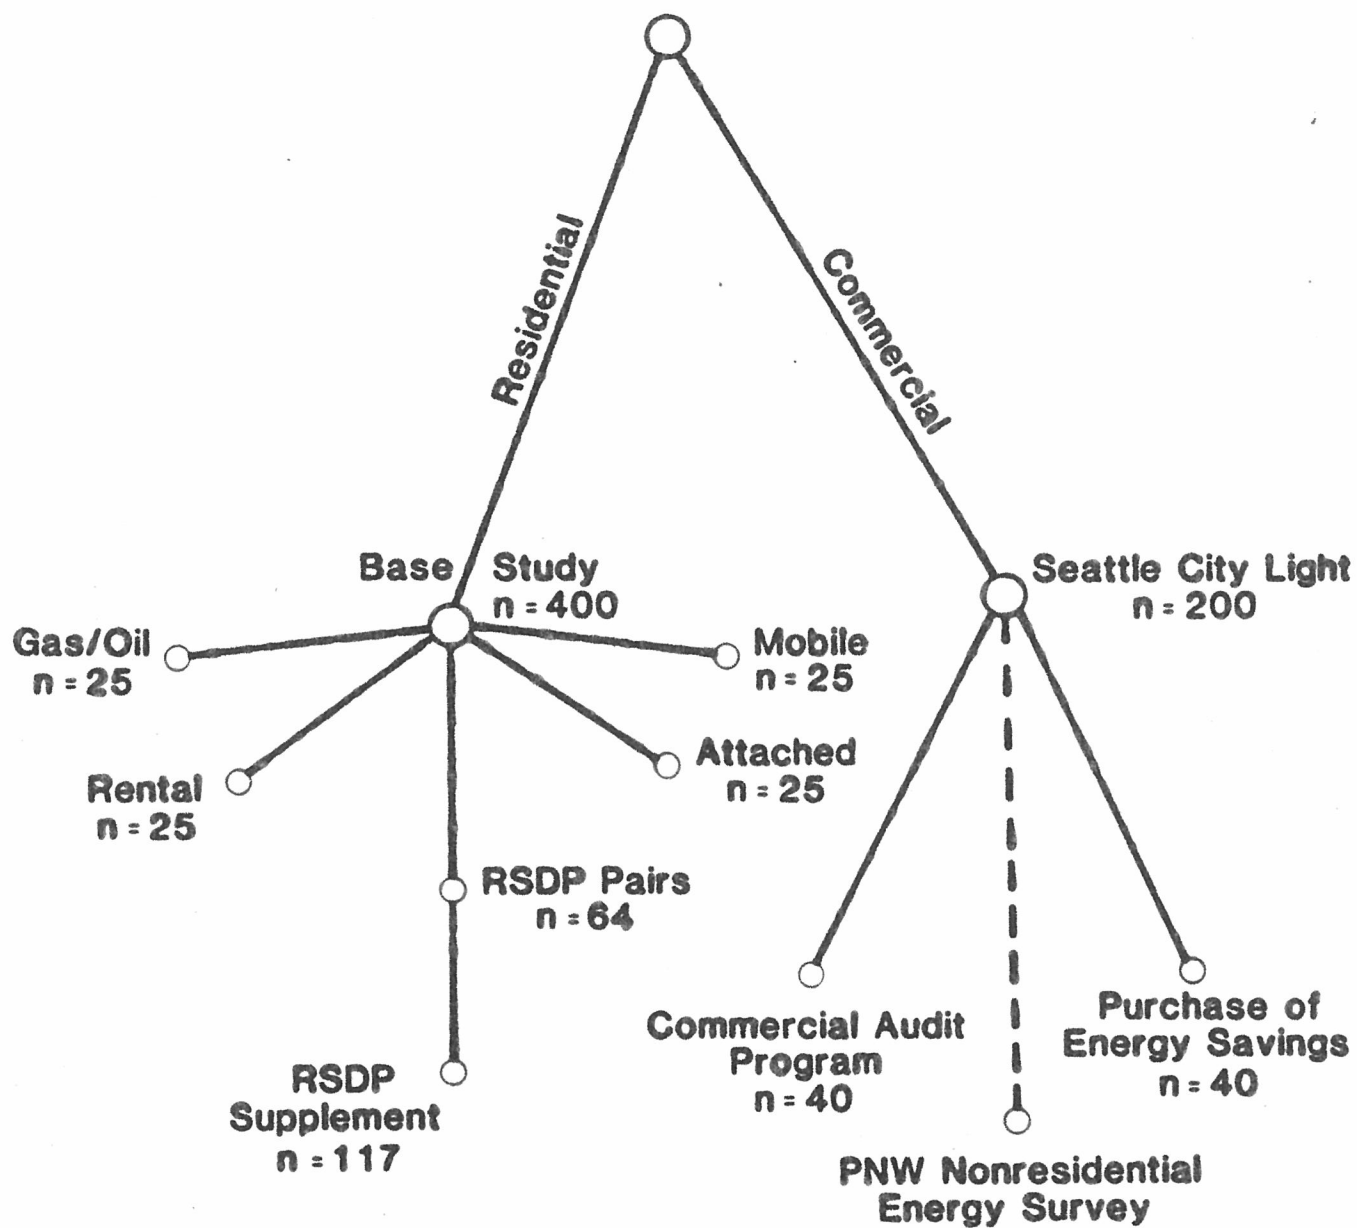 Residential
Commercial
Base Study
n = 400
Seattle City Light
n = 200
Gas/Oil
n = 25
Mobile
n = 25
Rental
n = 25
Attached
n = 25
RSDP Pairs
n = 64
RSDP
Supplement
n = 117
Commercial Audit
Program
n = 40
Purchase of
Energy Savings
n = 40
PNW Nonresidential
Energy Survey